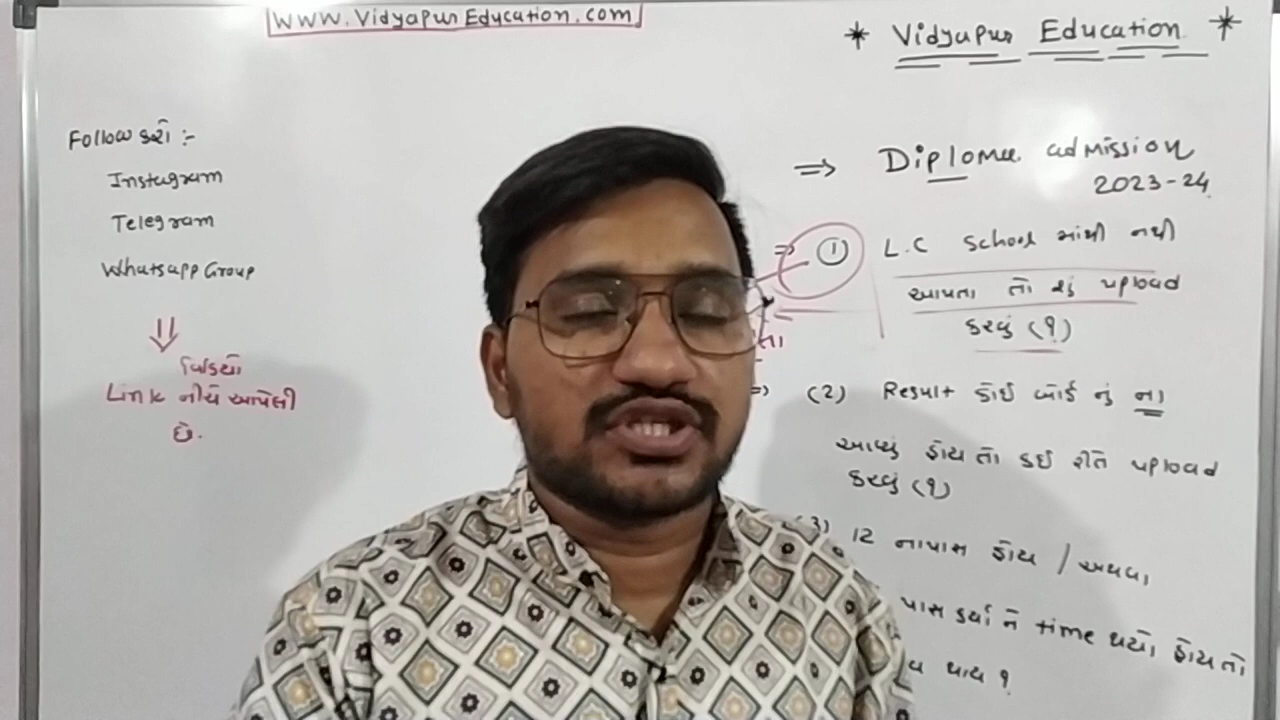 www.VidyapurEducation.com
* Vidyapur Education *
Follow કરો :-
Instagram
Telegram
Whatsapp Group
Link નીચે આપેલી
છે.
⇒ Diploma admission
2023-24
⇒ ① L.C School માંથી નથી
આપતા તો શું upload
કરવું (?)
(2) Result કોઈ બોર્ડ નું ના
આવ્યું હોય તો કઈ રીતે upload
કરવું (?)
(3) 12 નાપાસ હોય / અથવા
પાસ કર્યા ને time થયો હોય તો
થાય ?